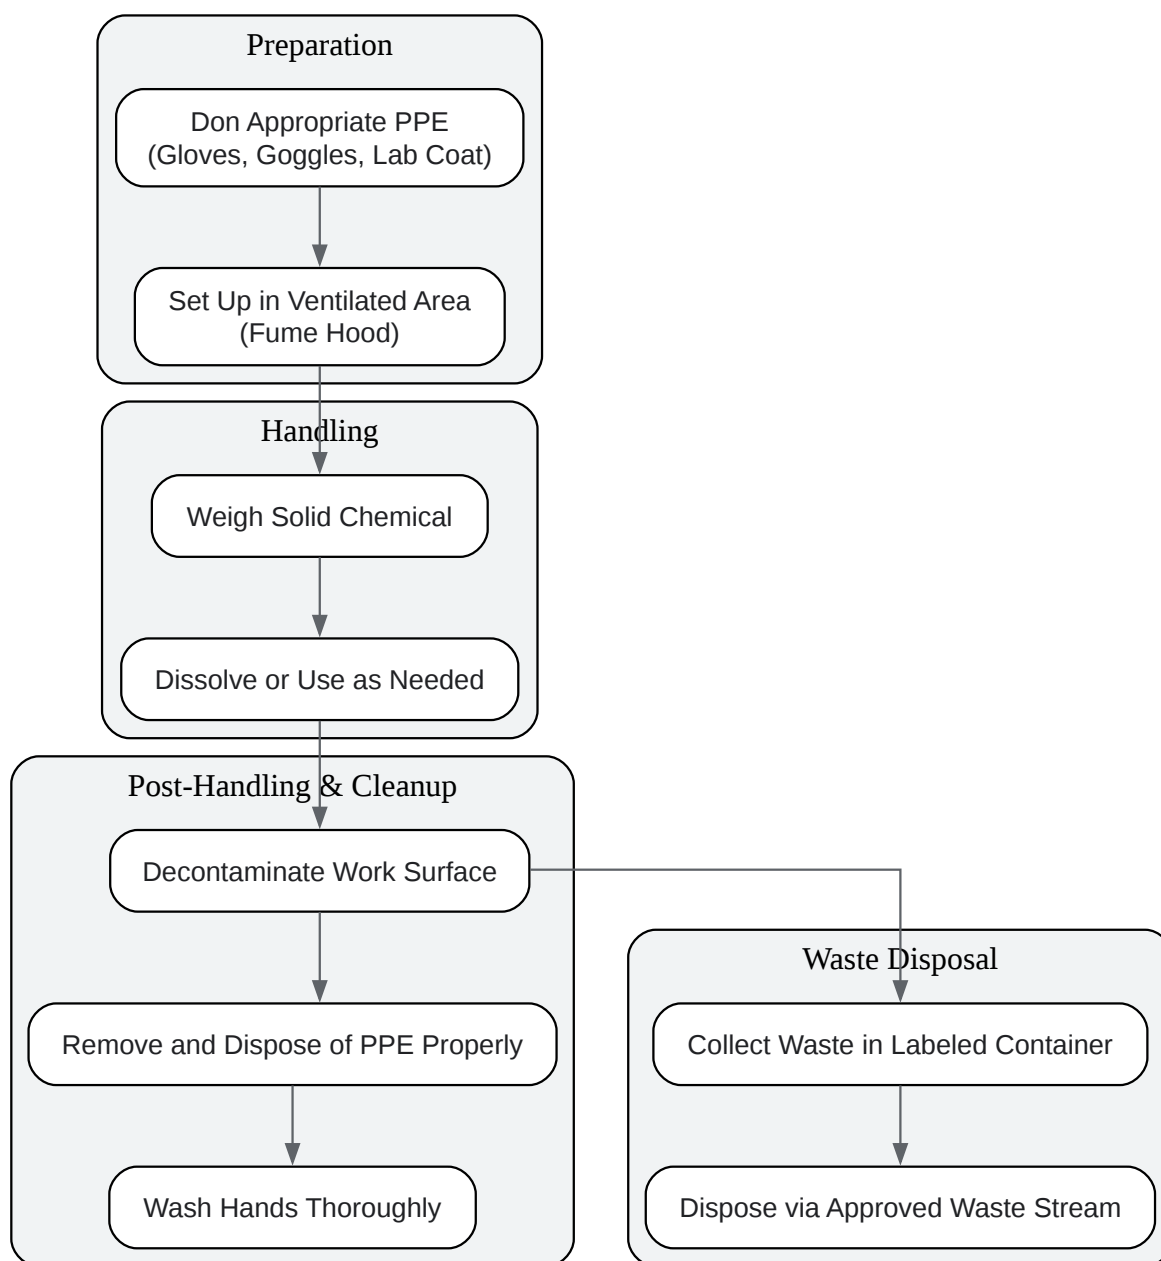 Preparation
Don Appropriate PPE
(Gloves, Goggles, Lab Coat)
Set Up in Ventilated Area
(Fume Hood)
Handling
Weigh Solid Chemical
Dissolve or Use as Needed
Post-Handling & Cleanup
Decontaminate Work Surface
Remove and Dispose of PPE Properly
Wash Hands Thoroughly
Waste Disposal
Collect Waste in Labeled Container
Dispose via Approved Waste Stream